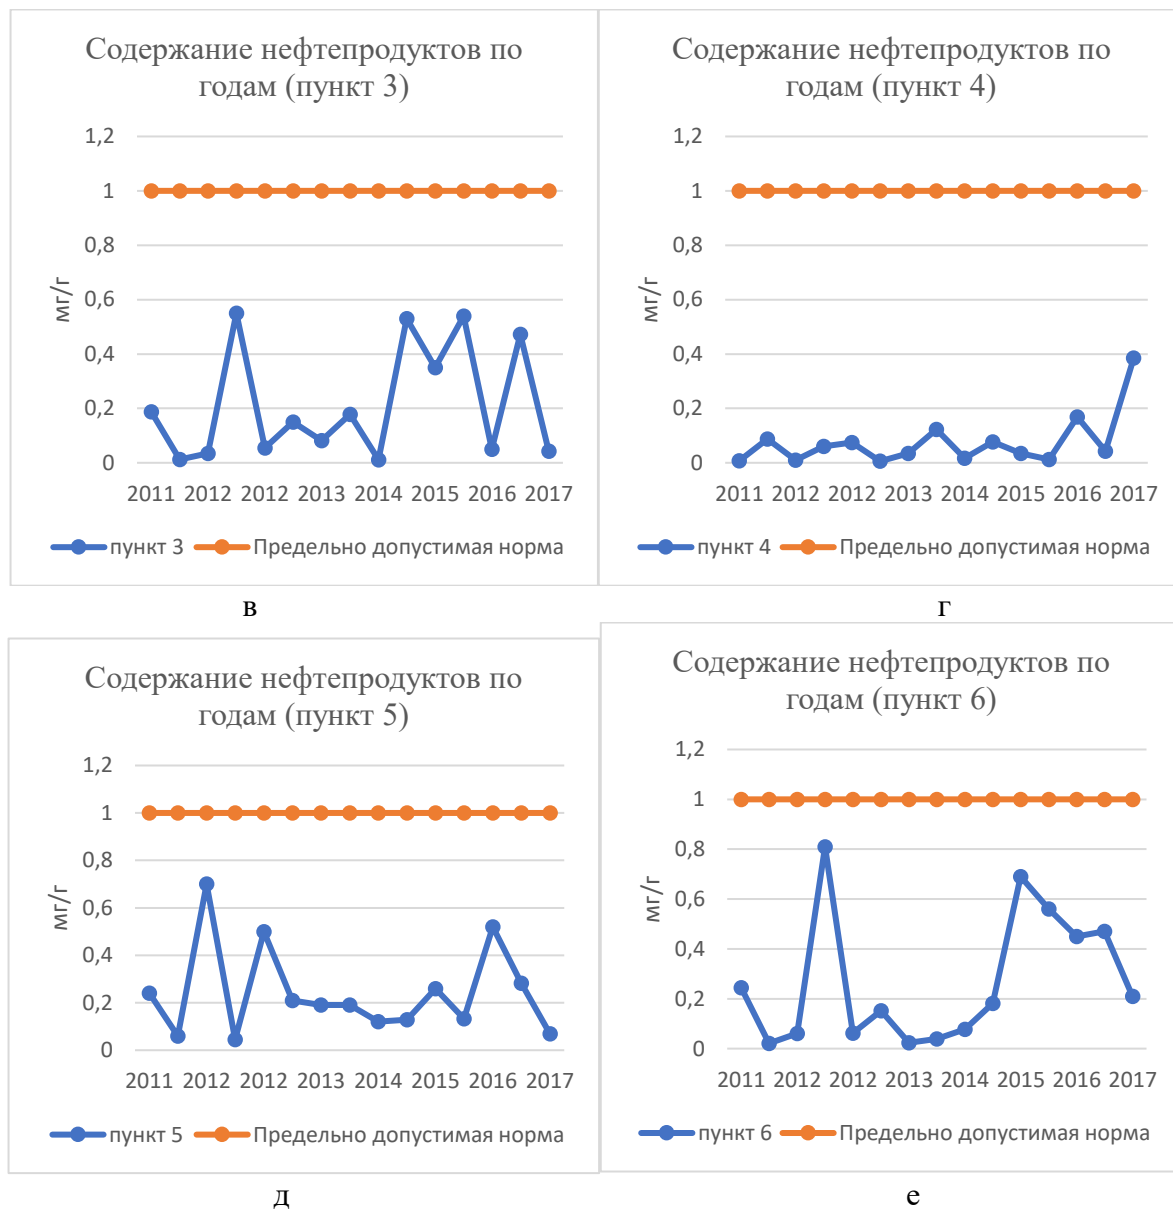 Содержание нефтепродуктов по
годам (пункт 3)
1,2
1
0,8
0,6
0,4
0,2
0
мг/г
2011 2012 2012 2013 2014 2015 2016 2017
пункт 3 Предельно допустимая норма
в
Содержание нефтепродуктов по
годам (пункт 4)
1,2
1
0,8
0,6
0,4
0,2
0
мг/г
2011 2012 2012 2013 2014 2015 2016 2017
пункт 4 Предельно допустимая норма
г
Содержание нефтепродуктов по
годам (пункт 5)
1,2
1
0,8
0,6
0,4
0,2
0
мг/г
2011 2012 2012 2013 2014 2015 2016 2017
пункт 5 Предельно допустимая норма
д
Содержание нефтепродуктов по
годам (пункт 6)
1,2
1
0,8
0,6
0,4
0,2
0
мг/г
2011 2012 2012 2013 2014 2015 2016 2017
пункт 6 Предельно допустимая норма
е